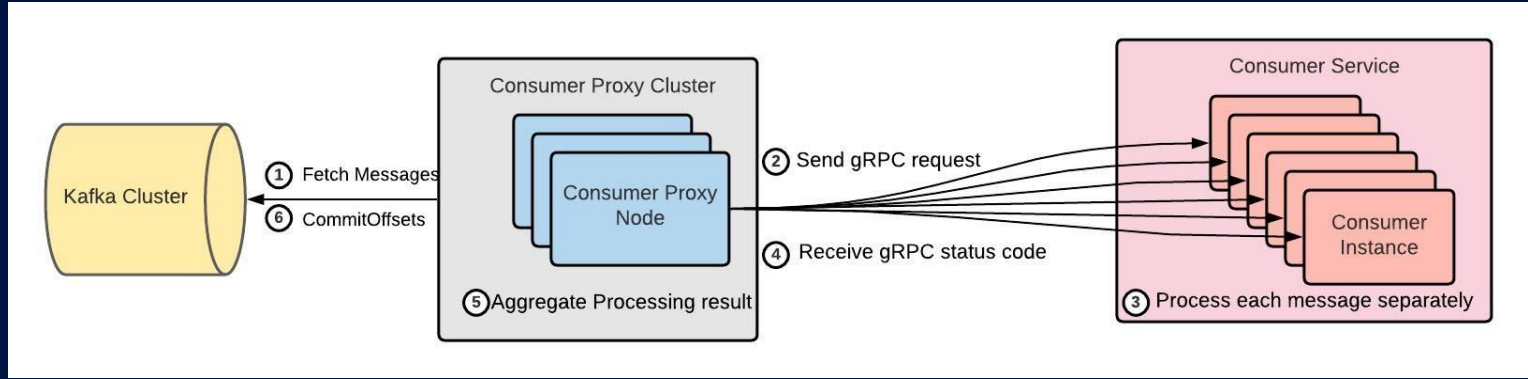 Kafka Cluster
① Fetch Messages
⑥ CommitOffsets
Consumer Proxy Cluster
Consumer Proxy
Node
⑤ Aggregate Processing result
② Send gRPC request
④ Receive gRPC status code
Consumer Service
Consumer
Instance
③ Process each message separately